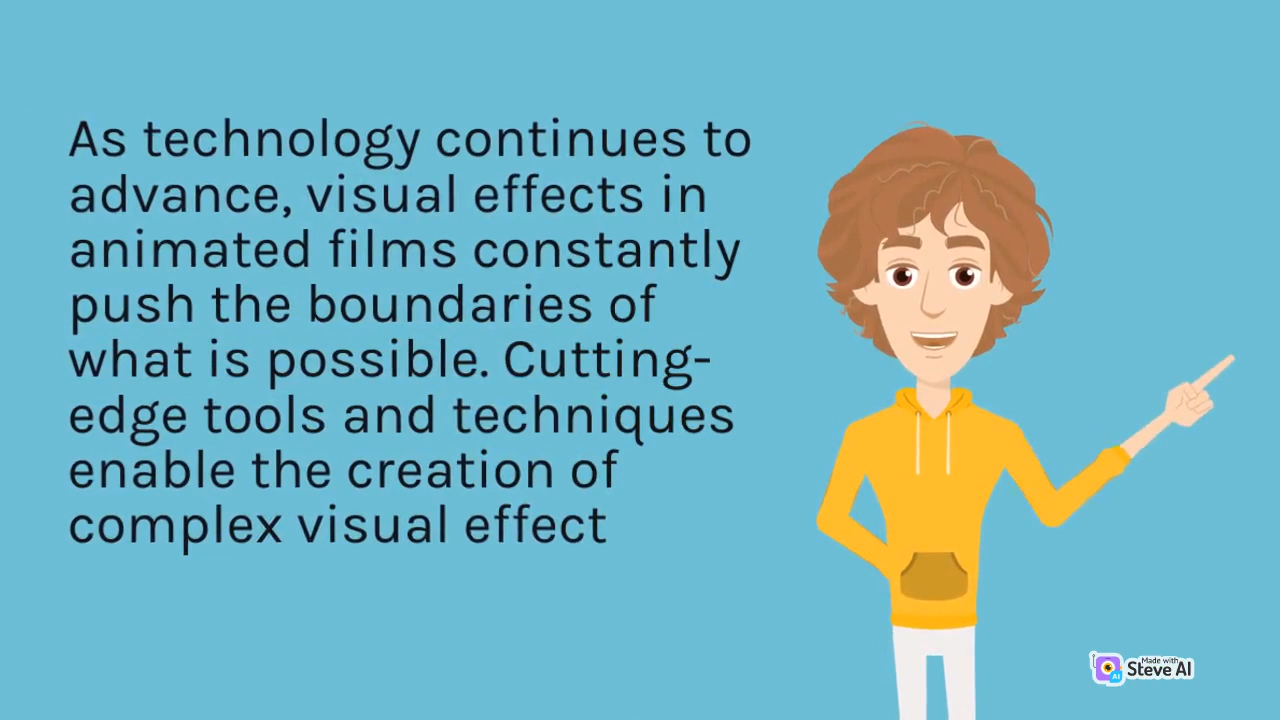 As technology continues to
advance, visual effects in
animated films constantly
push the boundaries of
what is possible. Cutting-
edge tools and techniques
enable the creation of
complex visual effect
Made with
Steve AI
AI